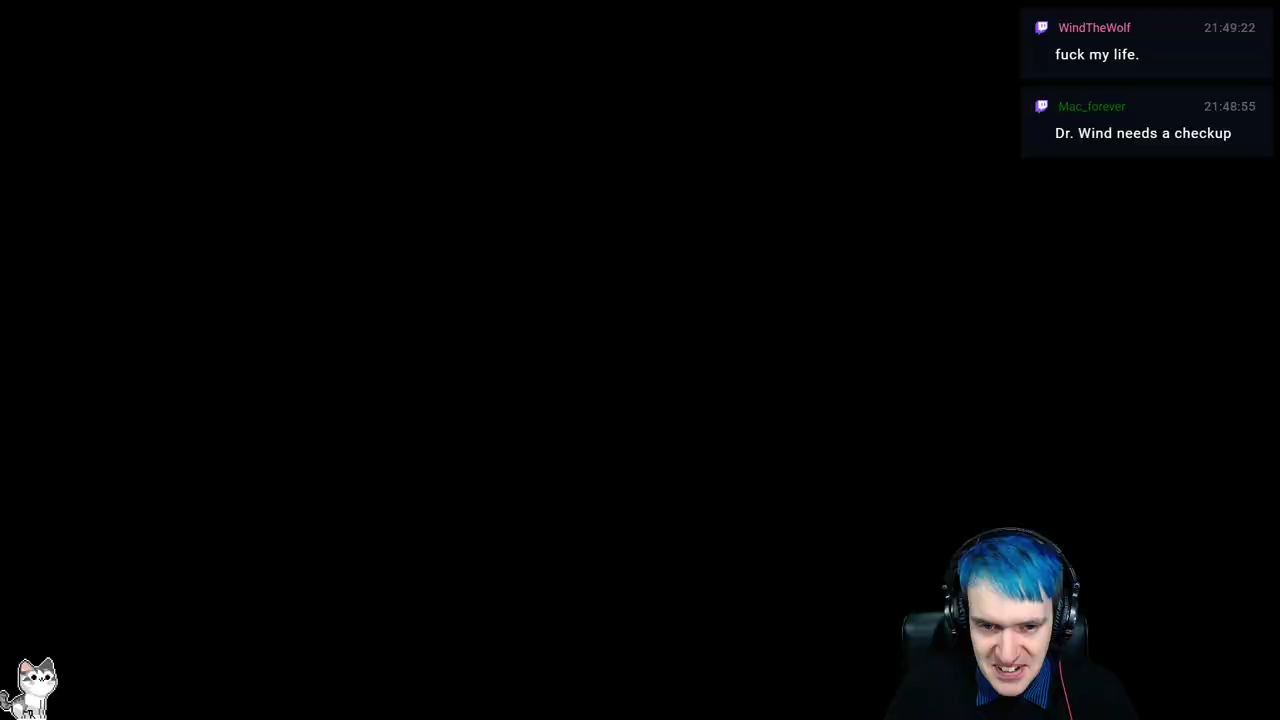 WindTheWolf 21:49:22
fuck my life.
Mac_forever 21:48:55
Dr. Wind needs a checkup